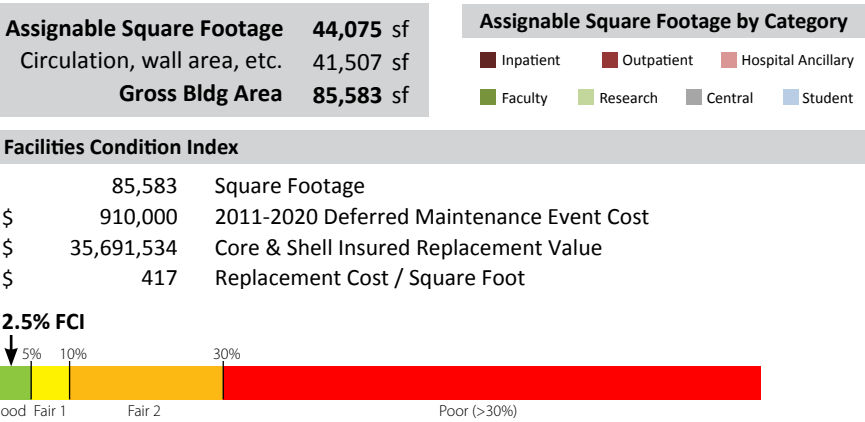 Assignable Square Footage 44,075 sf
Circulation, wall area, etc. 41,507 sf
Gross Bldg Area 85,583 sf
Assignable Square Footage by Category
Inpatient Outpatient Hospital Ancillary
Faculty Research Central Student
Facilities Condition Index
85,583 Square Footage
$ 910,000 2011-2020 Deferred Maintenance Event Cost
$ 35,691,534 Core & Shell Insured Replacement Value
$ 417 Replacement Cost / Square Foot
2.5% FCI
5% 10% 30%
ood Fair 1 Fair 2 Poor (>30%)